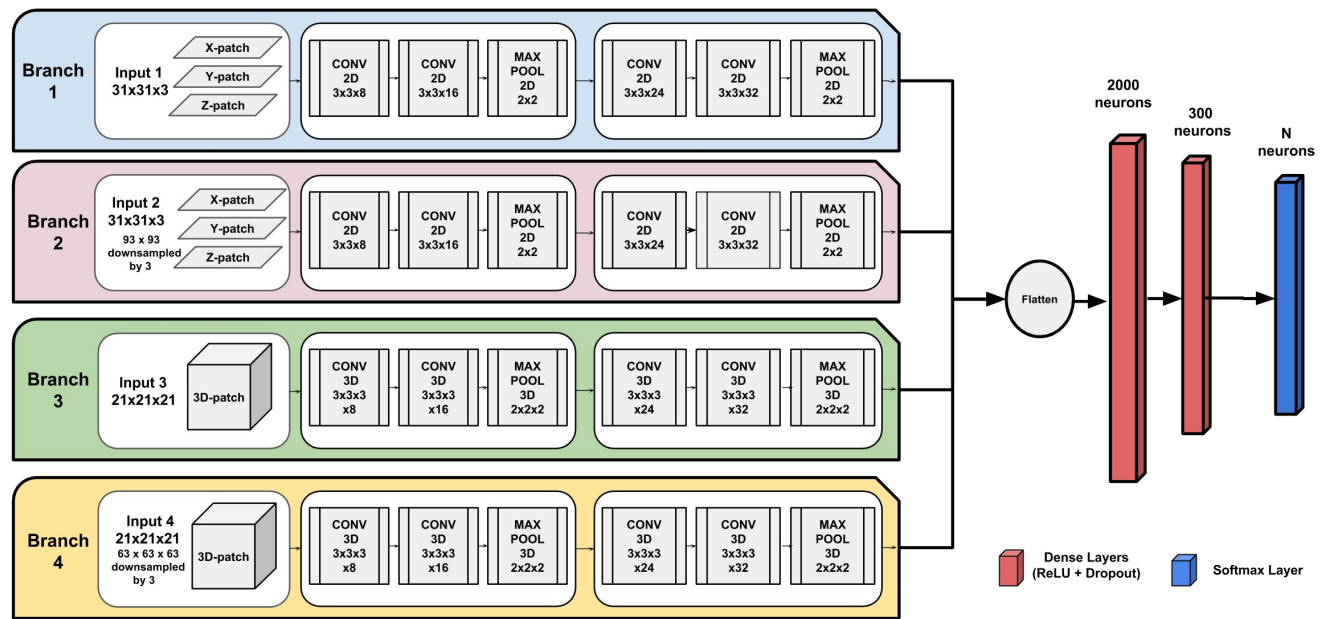 Branch
1
Input 1
31x31x3
X-patch
Y-patch
Z-patch
CONV
2D
3x3x8
CONV
2D
3x3x16
MAX
POOL
2D
2x2
CONV
2D
3x3x24
CONV
2D
3x3x32
MAX
POOL
2D
2x2
Branch
2
Input 2
31x31x3
93 x 93
downsampled
by 3
X-patch
Y-patch
Z-patch
CONV
2D
3x3x8
CONV
2D
3x3x16
MAX
POOL
2D
2x2
CONV
2D
3x3x24
CONV
2D
3x3x32
MAX
POOL
2D
2x2
Branch
3
Input 3
21x21x21
3D-patch
CONV
3D
3x3x3
x8
CONV
3D
3x3x3
x16
MAX
POOL
3D
2x2x2
CONV
3D
3x3x3
x24
CONV
3D
3x3x3
x32
MAX
POOL
3D
2x2x2
Branch
4
Input 4
21x21x21
63 x 63 x 63
downsampled
by 3
3D-patch
CONV
3D
3x3x3
x8
CONV
3D
3x3x3
x16
MAX
POOL
3D
2x2x2
CONV
3D
3x3x3
x24
CONV
3D
3x3x3
x32
MAX
POOL
3D
2x2x2
Flatten
2000
neurons
300
neurons
N
neurons
Dense Layers
(ReLU + Dropout)
Softmax Layer